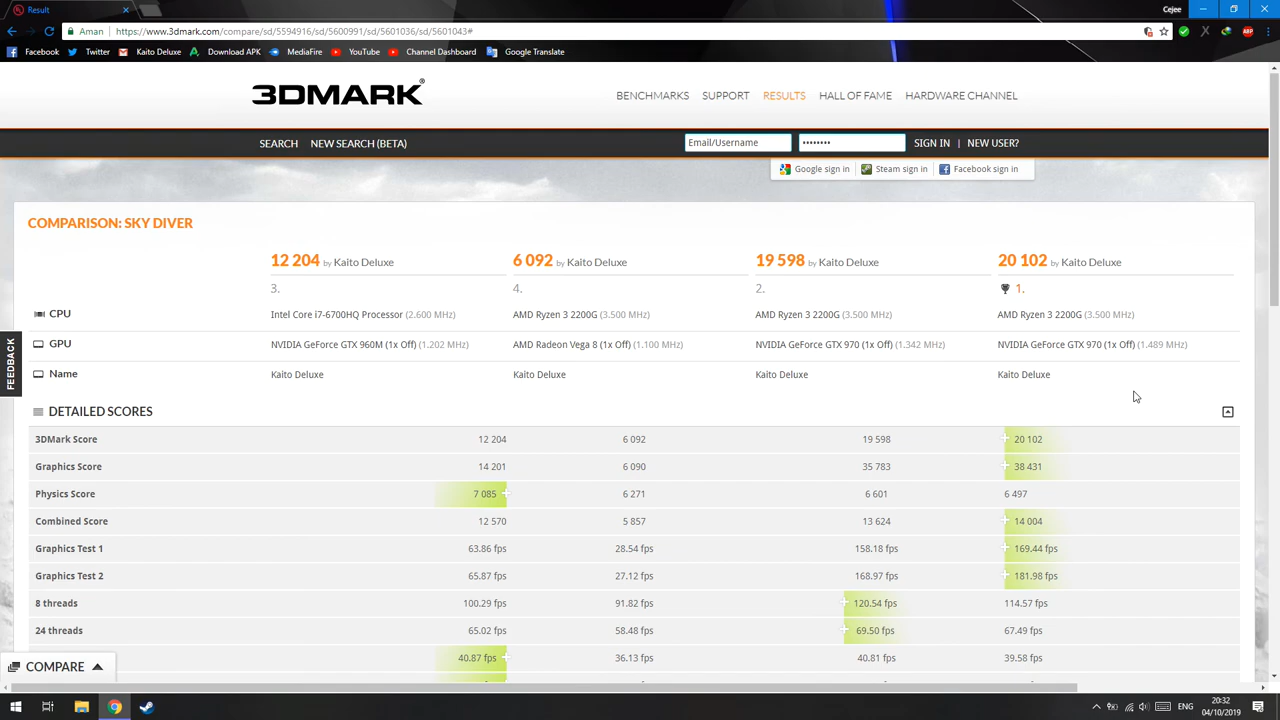 Result
Cejee
Aman https://www.3dmark.com/compare/sd/5594916/sd/5600991/sd/5601036/sd/5601043#
ABP
Facebook Twitter Kaito Deluxe Download APK MediaFire YouTube Channel Dashboard Google Translate
3DMARK®
BENCHMARKS SUPPORT RESULTS HALL OF FAME HARDWARE CHANNEL
SEARCH NEW SEARCH (BETA) Email/Username •••••••• SIGN IN | NEW USER?
Google sign in Steam sign in Facebook sign in
COMPARISON: SKY DIVER
12 204 by Kaito Deluxe 6 092 by Kaito Deluxe 19 598 by Kaito Deluxe 20 102 by Kaito Deluxe
3. 4. 2. 1.
CPU Intel Core i7-6700HQ Processor (2.600 MHz) AMD Ryzen 3 2200G (3.500 MHz) AMD Ryzen 3 2200G (3.500 MHz) AMD Ryzen 3 2200G (3.500 MHz)
GPU NVIDIA GeForce GTX 960M (1x Off) (1.202 MHz) AMD Radeon Vega 8 (1x Off) (1.100 MHz) NVIDIA GeForce GTX 970 (1x Off) (1.342 MHz) NVIDIA GeForce GTX 970 (1x Off) (1.489 MHz)
Name Kaito Deluxe Kaito Deluxe Kaito Deluxe Kaito Deluxe
FEEDBACK
DETAILED SCORES
3DMark Score 12 204 6 092 19 598 20 102
Graphics Score 14 201 6 090 35 783 38 431
Physics Score 7 085 6 271 6 601 6 497
Combined Score 12 570 5 857 13 624 14 004
Graphics Test 1 63.86 fps 28.54 fps 158.18 fps 169.44 fps
Graphics Test 2 65.87 fps 27.12 fps 168.97 fps 181.98 fps
8 threads 100.29 fps 91.82 fps 120.54 fps 114.57 fps
24 threads 65.02 fps 58.48 fps 69.50 fps 67.49 fps
40.87 fps 36.13 fps 40.81 fps 39.58 fps
COMPARE
ENG
20:32
04/10/2019